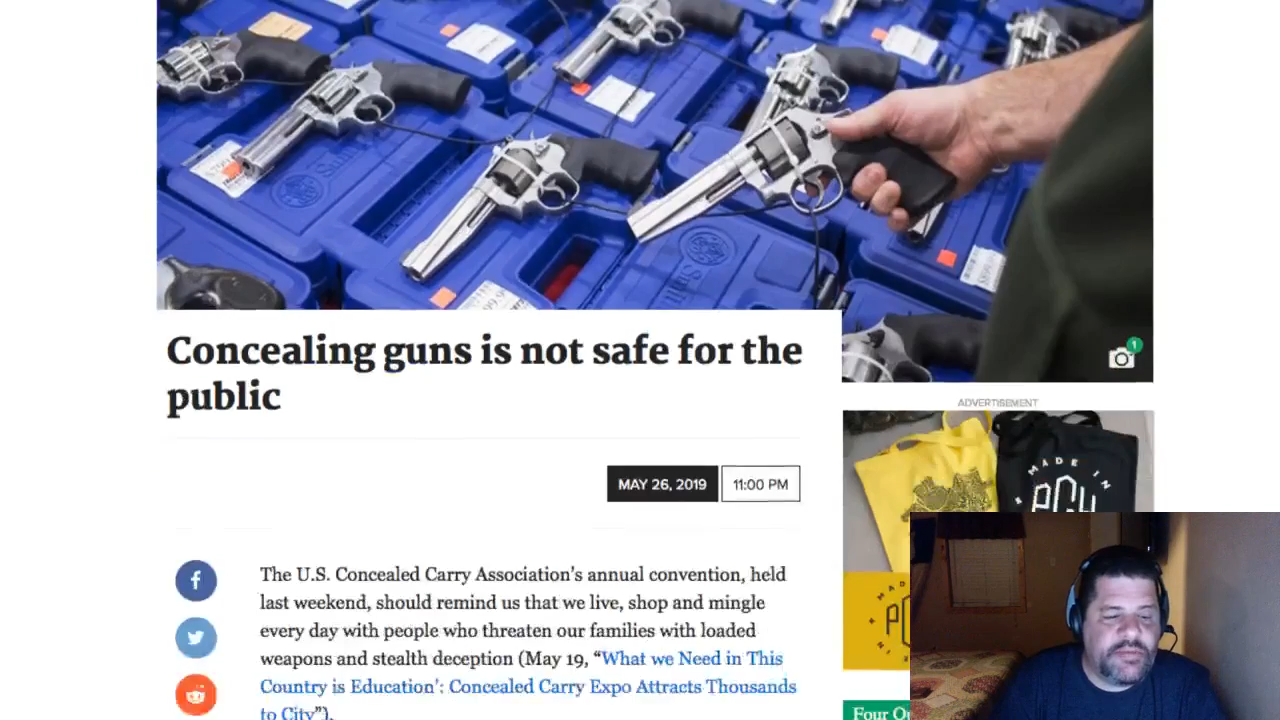 Concealing guns is not safe for the
public
MAY 26, 2019
11:00 PM
The U.S. Concealed Carry Association's annual convention, held
last weekend, should remind us that we live, shop and mingle
every day with people who threaten our families with loaded
weapons and stealth deception (May 19, “What we Need in This
Country is Education’: Concealed Carry Expo Attracts Thousands
to City”).
1
ADVERTISEMENT
MADE IN
PGH